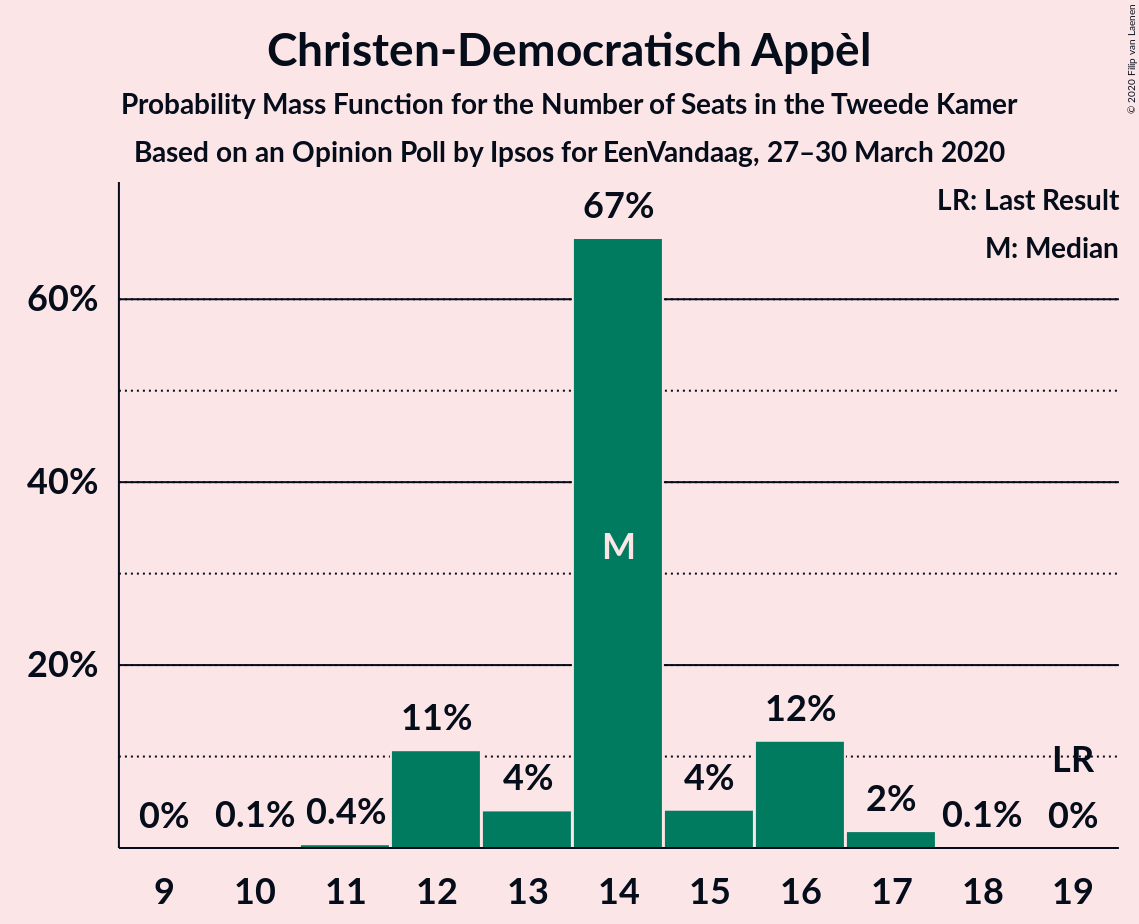 Christen-Democratisch Appèl
Probability Mass Function for the Number of Seats in the Tweede Kamer
Based on an Opinion Poll by Ipsos for EenVandaag, 27–30 March 2020
© 2020 Filip van Laenen
LR: Last Result
M: Median
60%
40%
20%
0%
0.1%
0.4%
11%
4%
67%
M
4%
12%
2%
0.1%
LR
0%
9 10 11 12 13 14 15 16 17 18 19